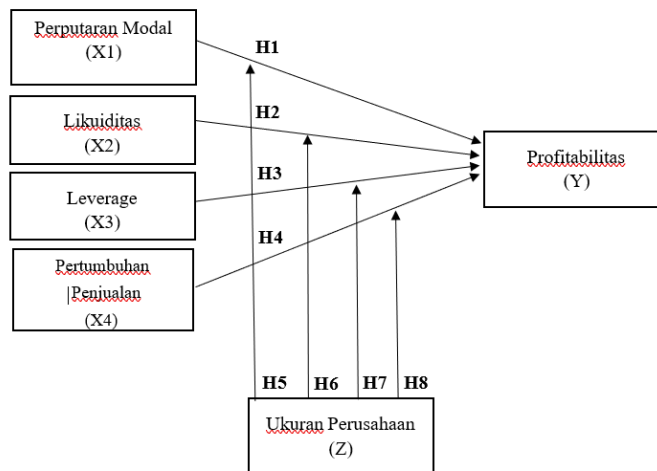 Perputaran Modal
(X1)
H1
Likuiditas
(X2)
H2
Leverage
(X3)
H3
Pertumbuhan
Penjualan
(X4)
H4
Profitabilitas
(Y)
H5
H6
H7
H8
Ukuran Perusahaan
(Z)